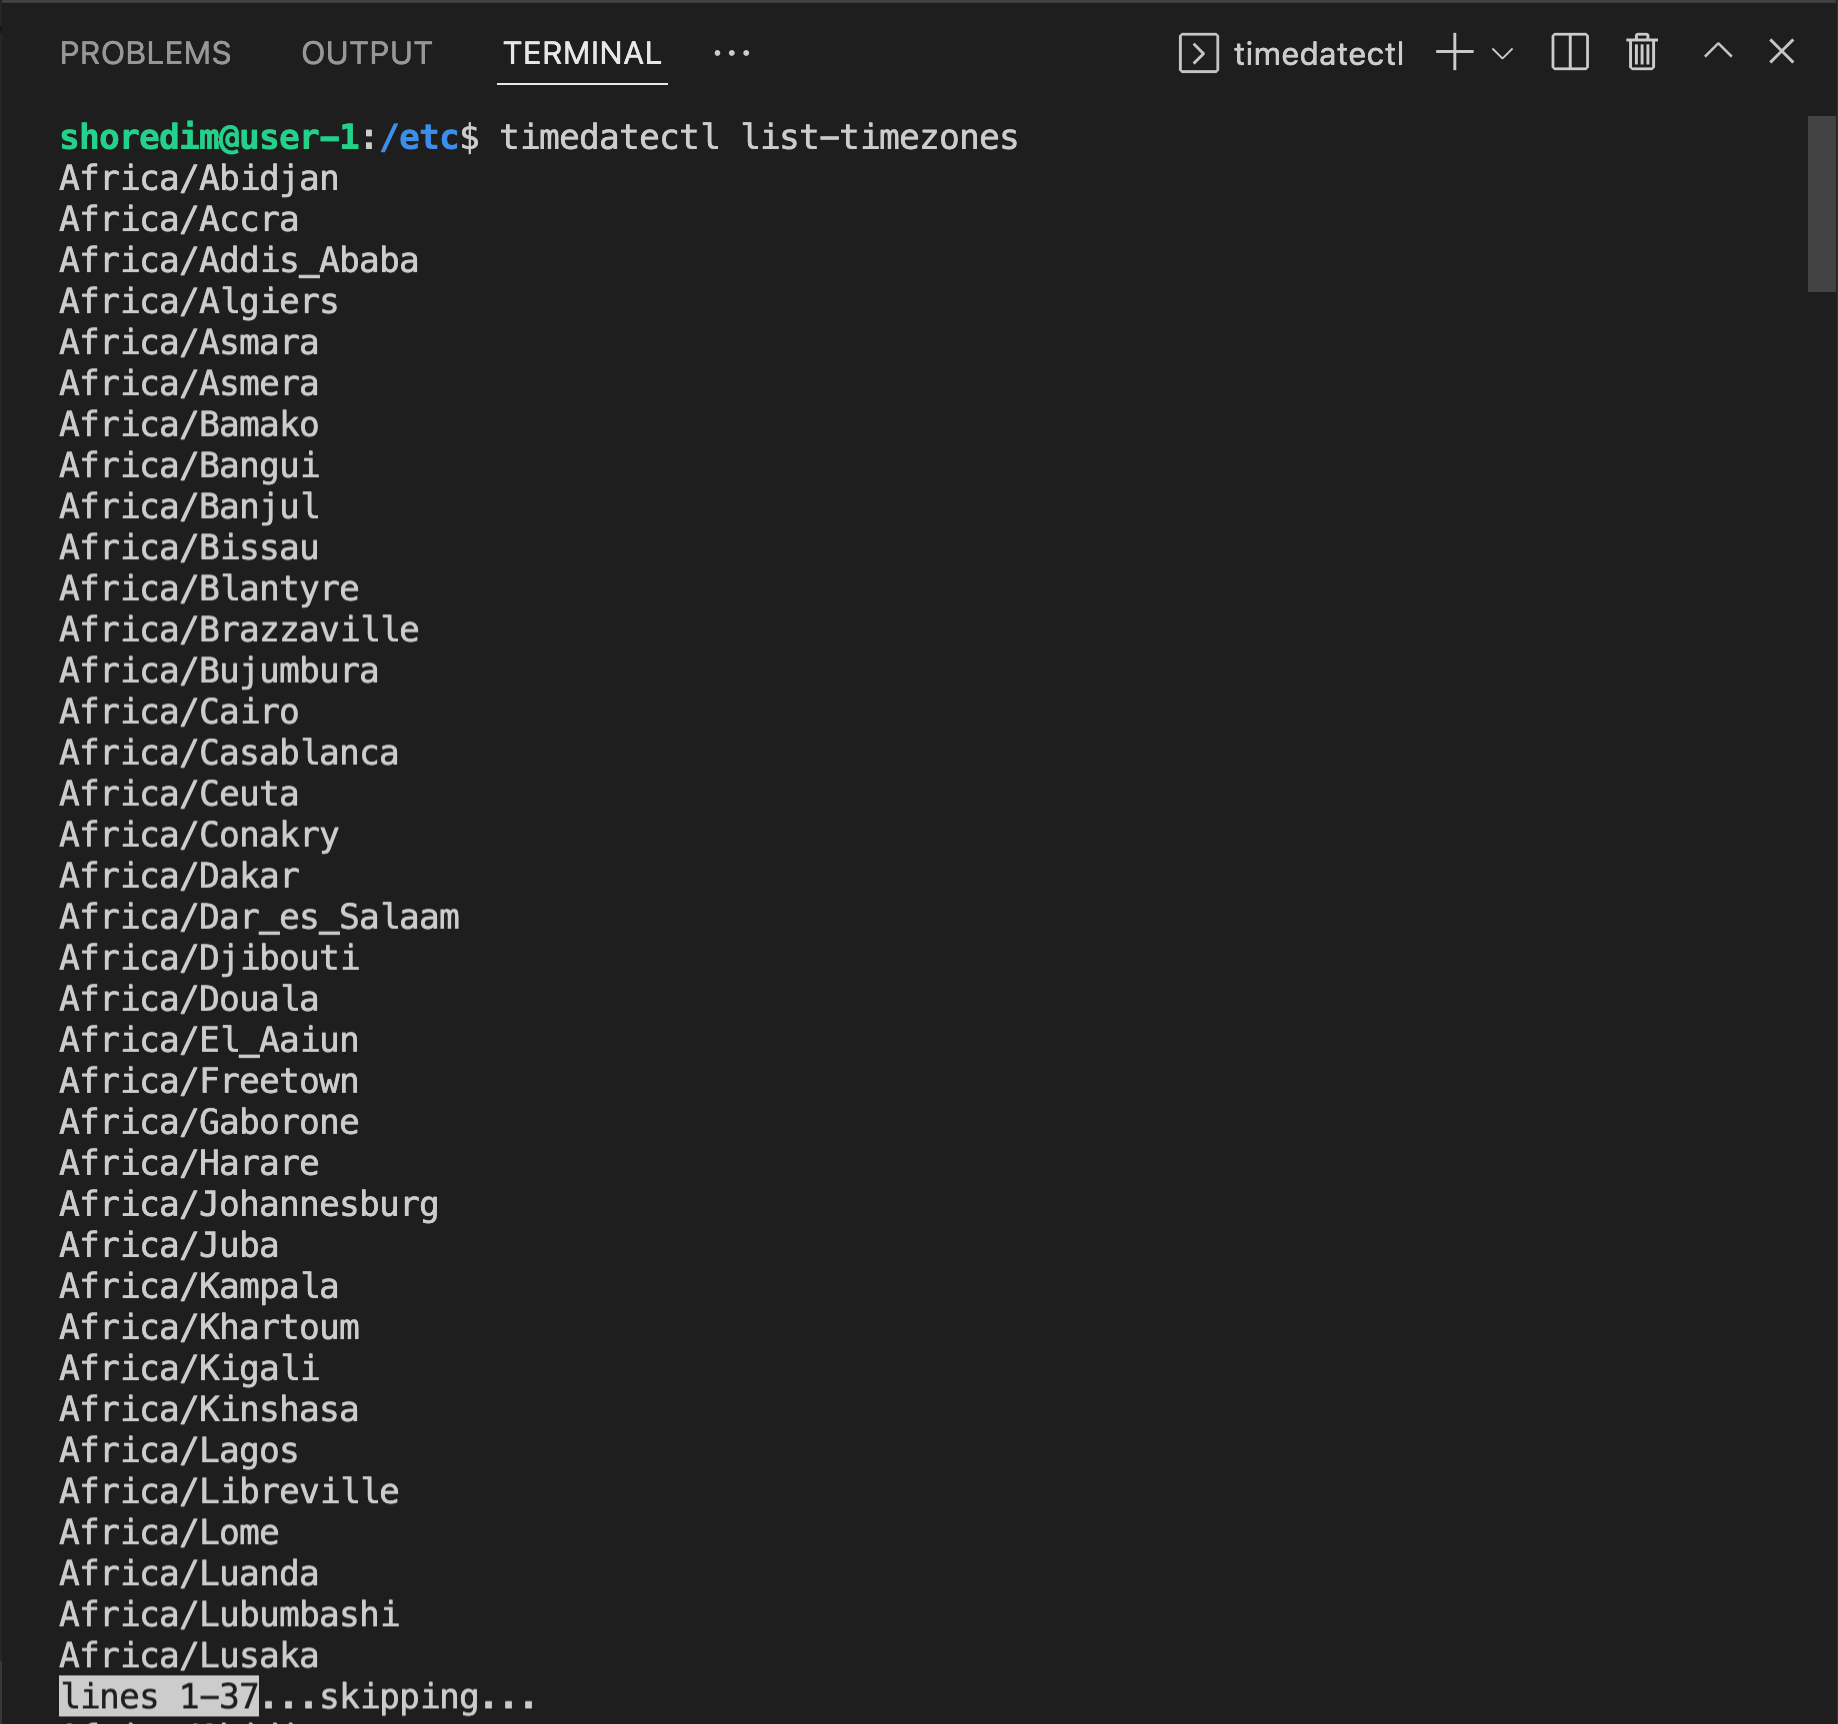 PROBLEMS OUTPUT TERMINAL ... timedatectl
shoredim@user-1:/etc$ timedatectl list-timezones
Africa/Abidjan
Africa/Accra
Africa/Addis_Ababa
Africa/Algiers
Africa/Asmara
Africa/Asmera
Africa/Bamako
Africa/Bangui
Africa/Banjul
Africa/Bissau
Africa/Blantyre
Africa/Brazzaville
Africa/Bujumbura
Africa/Cairo
Africa/Casablanca
Africa/Ceuta
Africa/Conakry
Africa/Dakar
Africa/Dar_es_Salaam
Africa/Djibouti
Africa/Douala
Africa/El_Aaiun
Africa/Freetown
Africa/Gaborone
Africa/Harare
Africa/Johannesburg
Africa/Juba
Africa/Kampala
Africa/Khartoum
Africa/Kigali
Africa/Kinshasa
Africa/Lagos
Africa/Libreville
Africa/Lome
Africa/Luanda
Africa/Lubumbashi
Africa/Lusaka
lines 1-37...skipping...